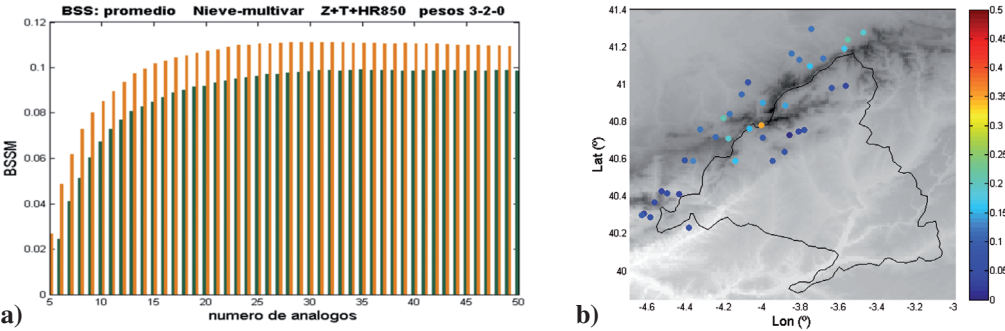 BSS: promedio Nieve-multivar Z+T+HR850 pesos 3-2-0
BSSM
0.12
0.1
0.08
0.06
0.04
0.02
0
5 10 15 20 25 30 35 40 45 50
numero de analogos
a)
Lat (º)
41.4
41.2
41
40.8
40.6
40.4
40.2
40
-4.6 -4.4 -4.2 -4 -3.8 -3.6 -3.4 -3.2 -3
Lon (º)
0.5
0.45
0.4
0.35
0.3
0.25
0.2
0.15
0.1
0.05
0
b)